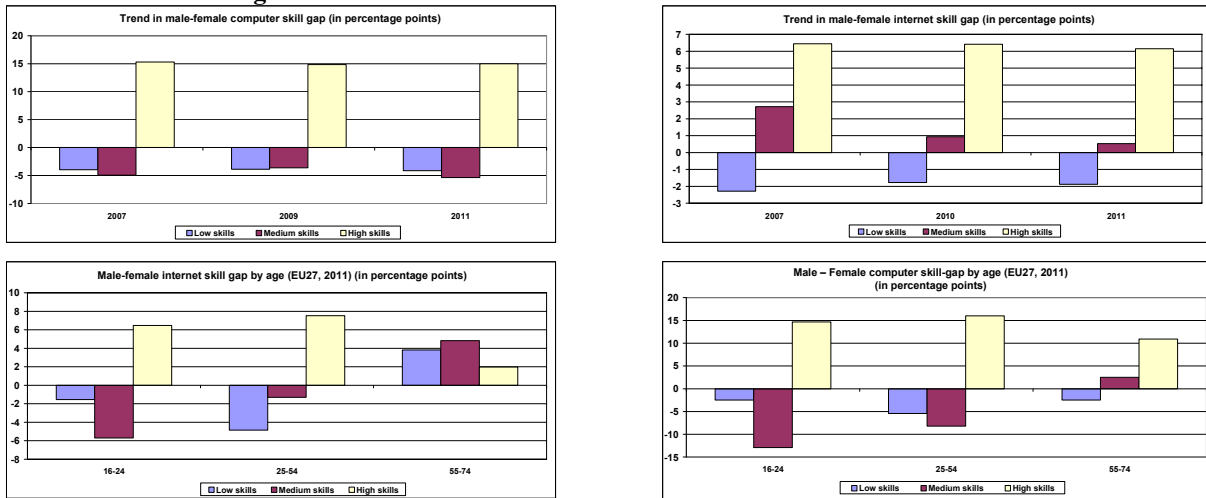 Trend in male-female computer skill gap (in percentage points)
20
15
10
5
0
-5
-10
2007
2009
2011
Low skills
Medium skills
High skills
Trend in male-female internet skill gap (in percentage points)
7
6
5
4
3
2
1
0
-1
-2
-3
2007
2010
2011
Low skills
Medium skills
High skills
Male-female internet skill gap by age (EU27, 2011) (in percentage points)
10
8
6
4
2
0
-2
-4
-6
-8
16-24
25-54
55-74
Low skills
Medium skills
High skills
Male – Female computer skill-gap by age (EU27, 2011)
(in percentage points)
20
15
10
5
0
-5
-10
-15
16-24
25-54
55-74
Low skills
Medium skills
High skills